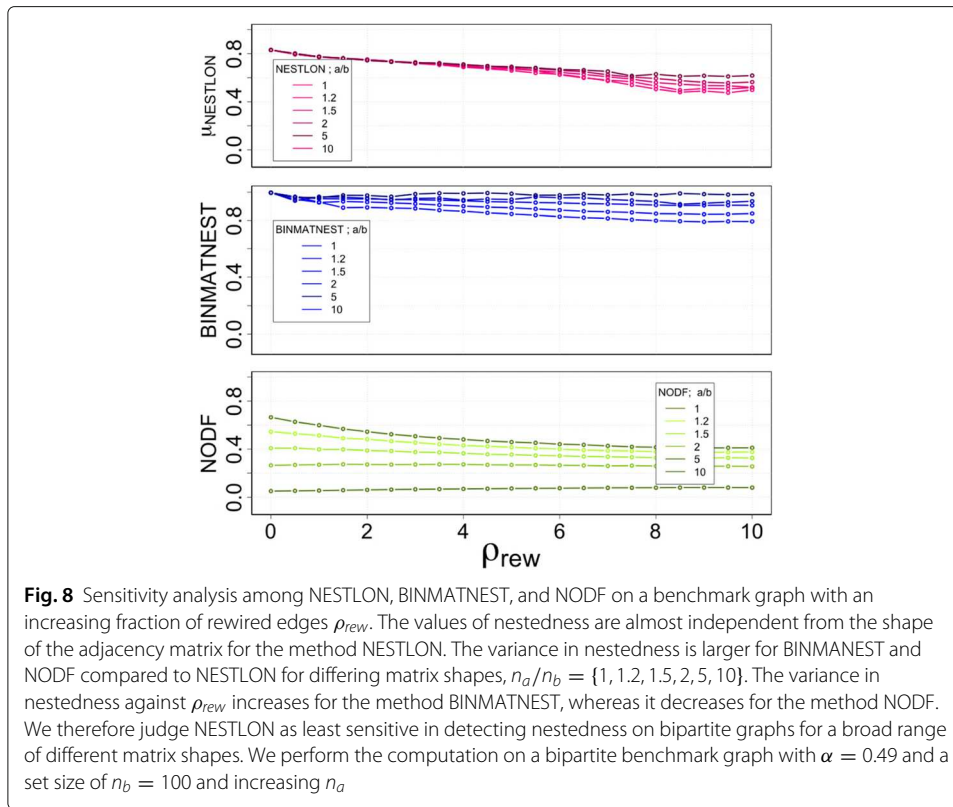 μNESTLON
0.0 0.4 0.8
NESTLON ; a/b
1
1.2
1.5
2
5
10
BINMATNEST
0.0 0.4 0.8
BINMATNEST ; a/b
1
1.2
1.5
2
5
10
NODF
0.0 0.4 0.8
NODF; a/b
1
1.2
1.5
2
5
10
0 2 4 6 8 10
ρrew
Fig. 8 Sensitivity analysis among NESTLON, BINMATNEST, and NODF on a benchmark graph with an
increasing fraction of rewired edges ρrew. The values of nestedness are almost independent from the shape
of the adjacency matrix for the method NESTLON. The variance in nestedness is larger for BINMANEST and
NODF compared to NESTLON for differing matrix shapes, na/nb = {1, 1.2, 1.5, 2, 5, 10}. The variance in
nestedness against ρrew increases for the method BINMATNEST, whereas it decreases for the method NODF.
We therefore judge NESTLON as least sensitive in detecting nestedness on bipartite graphs for a broad range
of different matrix shapes. We perform the computation on a bipartite benchmark graph with α = 0.49 and a
set size of nb = 100 and increasing na